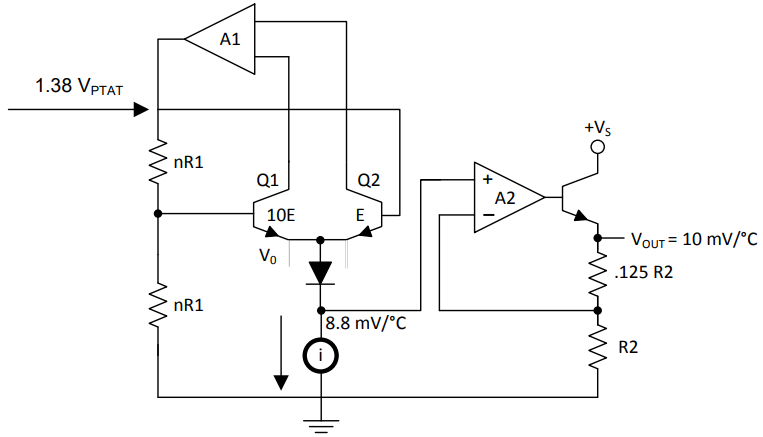 A1
1.38 VPTAT
+VS
nR1
Q1
Q2
A2
+
−
10E
E
VOUT = 10 mV/°C
V0
.125 R2
nR1
8.8 mV/°C
i
R2